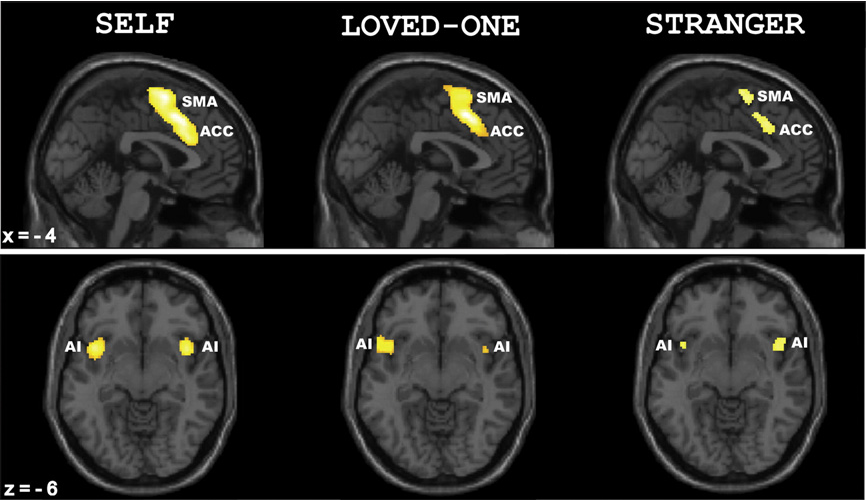 SELF LOVED-ONE STRANGER
SMA SMA SMA
ACC ACC ACC
x = - 4
AI AI AI AI AI AI
z = - 6